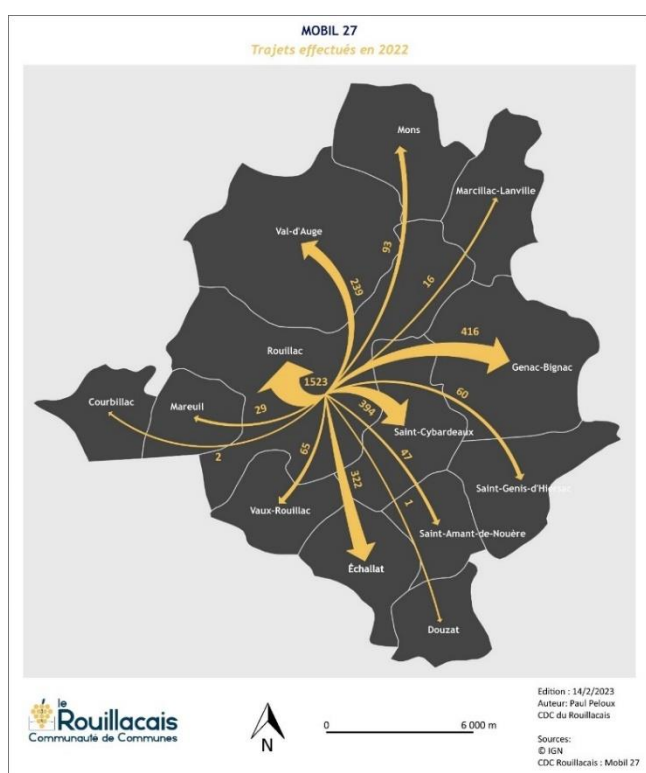 MOBIL 27
Trajets effectués en 2022
Mons
Marcillac-Lanville
Val-d'Auge
93
16
239
416
Rouillac
Genac-Bignac
1523
60
Courbillac
Mareuil
29
394
Saint-Cybardeaux
2
65
47
322
Saint-Genis-d'Hiersac
1
Vaux-Rouillac
Saint-Amant-de-Nouère
Échallat
Douzat
le
Rouillacais
Communauté de Communes
N
0
6 000 m
Edition : 14/2/2023
Auteur: Paul Peloux
CDC du Rouillacais
Sources:
© IGN
CDC Rouillacais : Mobil 27